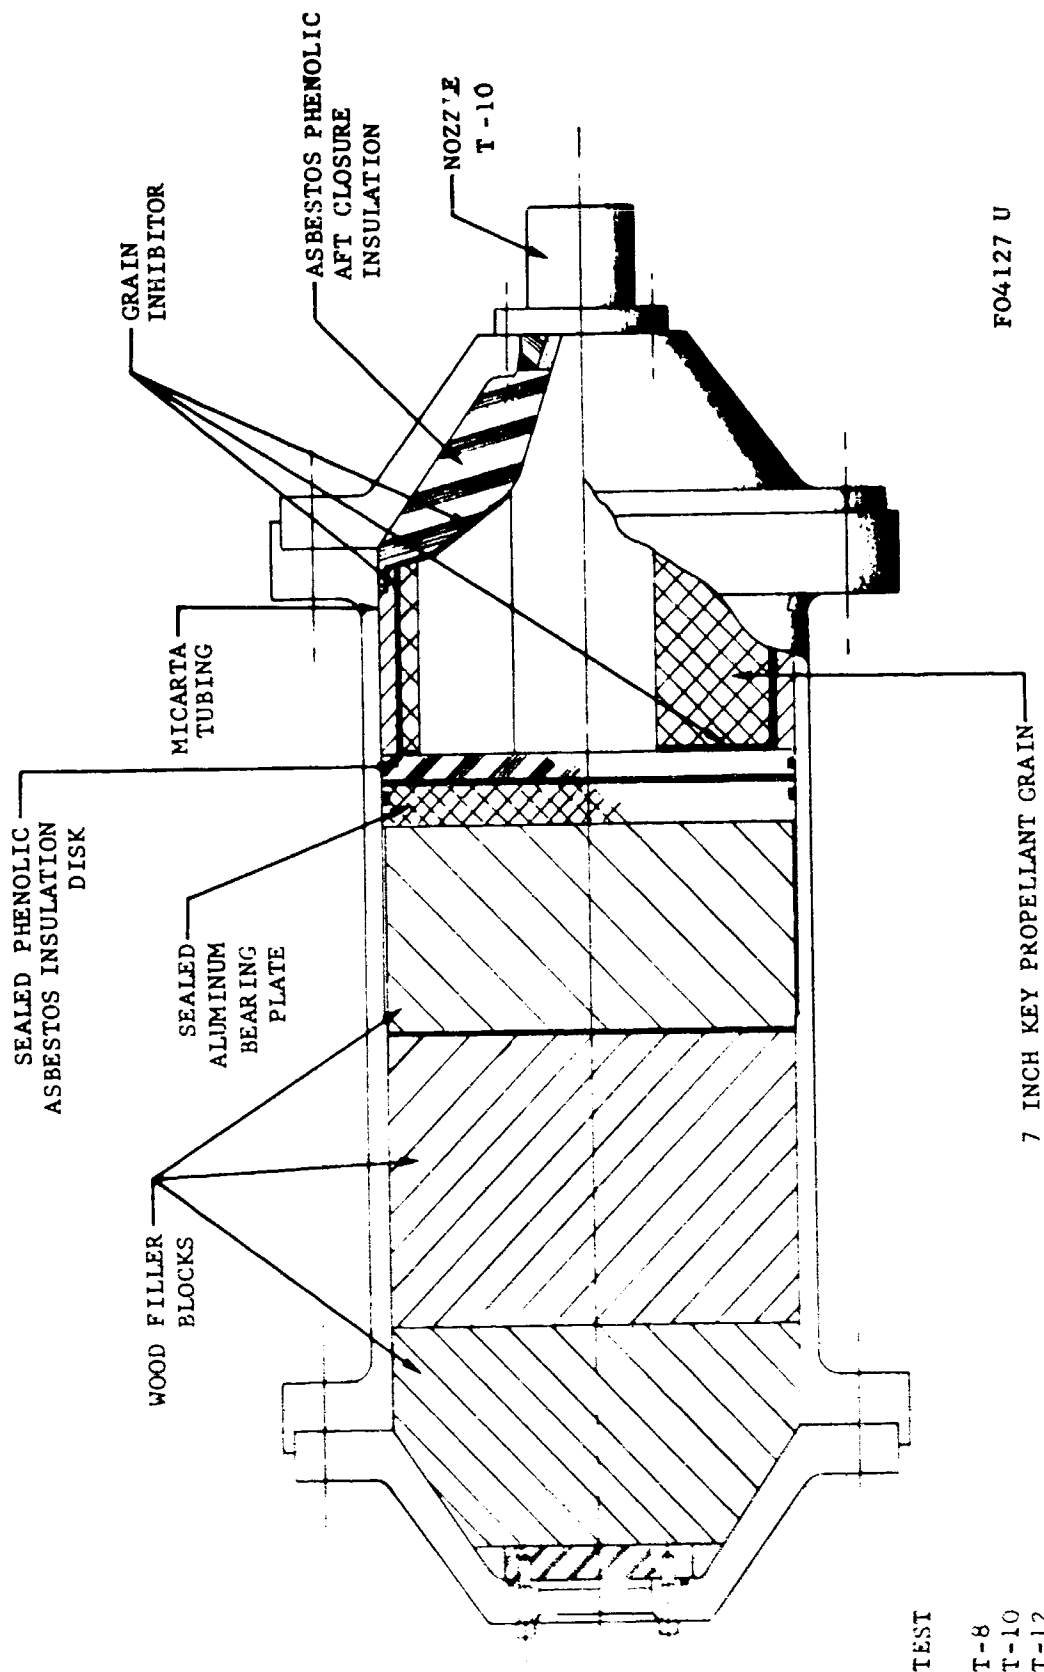 SEALED PHENOLIC
ASBESTOS INSULATION
DISK
GRAIN
INHIBITOR
WOOD FILLER
BLOCKS
SEALED
ALUMINUM
BEARING
PLATE
MICARTA
TUBING
ASBESTOS PHENOLIC
AFT CLOSURE
INSULATION
NOZZ'E
T-10
TEST
T-8
T-10
T-12
7 INCH KEY PROPELLANT GRAIN
F04127 U